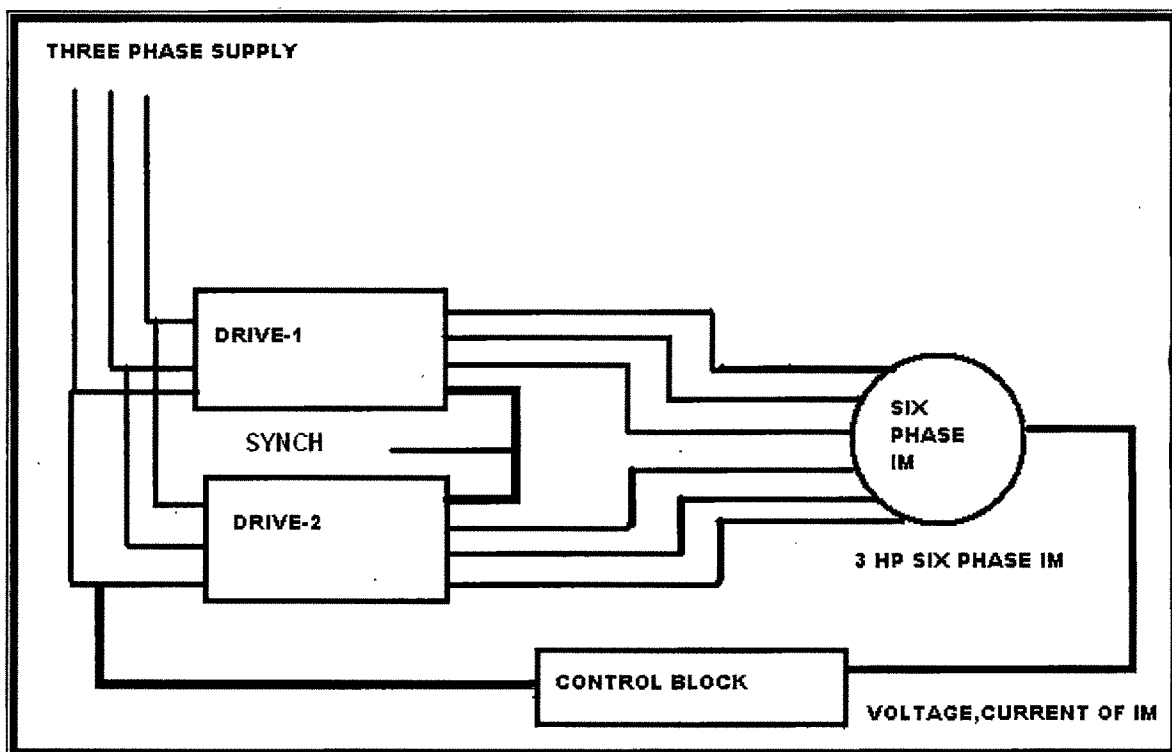 THREE PHASE SUPPLY
DRIVE-1
SYNCH
DRIVE-2
SIX
PHASE
IM
3 HP SIX PHASE IM
CONTROL BLOCK
VOLTAGE,CURRENT OF IM